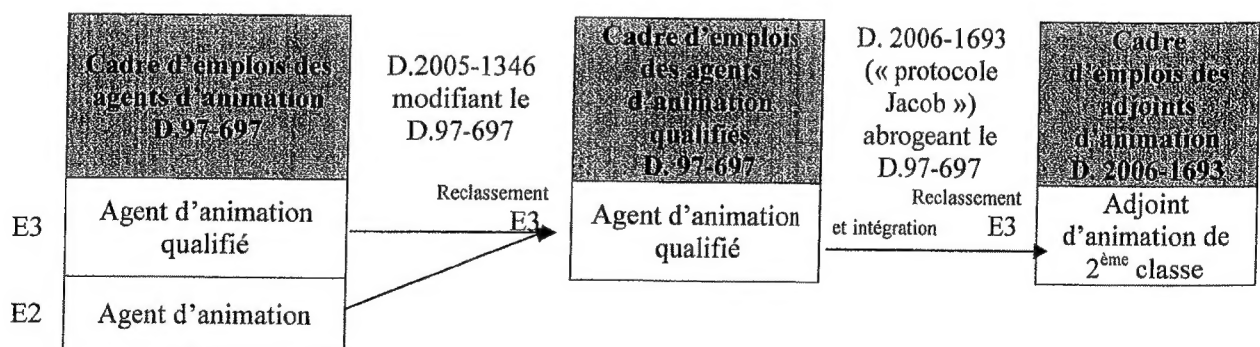 Cadre d'emplois des
agents d'animation
D.97-697
D.2005-1346
modifiant le
D.97-697
Cadre d'emplois
des agents
d'animation
qualifiés
D. 97-697
D. 2006-1693
(« protocole
Jacob »)
abrogeant le
D.97-697
Cadre
d'emplois des
adjoints
d'animation
D. 2006-1693
E3
Agent d'animation
qualifié
Reclassement
E3
Agent d'animation
qualifié
Reclassement
et intégration E3
Adjoint
d'animation de
2ème classe
E2
Agent d'animation